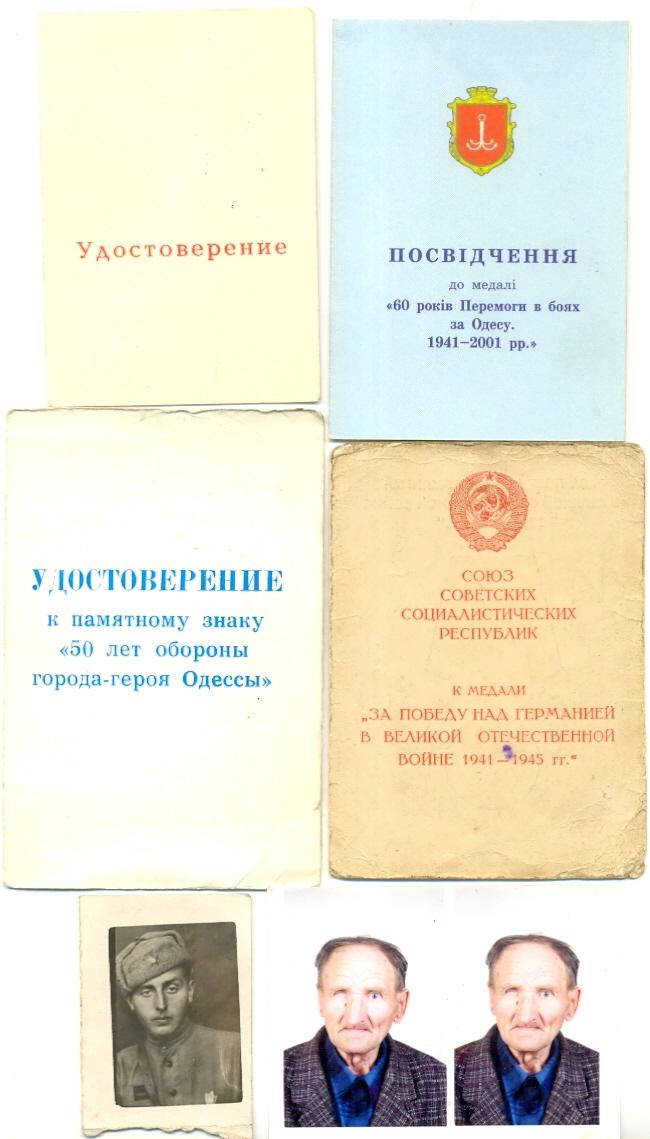 Удостоверение
ПОСВІДЧЕННЯ
до медалі
«60 років Перемоги в боях
за Одесу.
1941–2001 рр.»
УДОСТОВЕРЕНИЕ
к памятному знаку
«50 лет обороны
города-героя Одессы»
СОЮЗ
СОВЕТСКИХ
СОЦИАЛИСТИЧЕСКИХ
РЕСПУБЛИК
К МЕДАЛИ
„ЗА ПОБЕДУ НАД ГЕРМАНИЕЙ
В ВЕЛИКОЙ ОТЕЧЕСТВЕННОЙ
ВОЙНЕ 1941—1945 гг.“